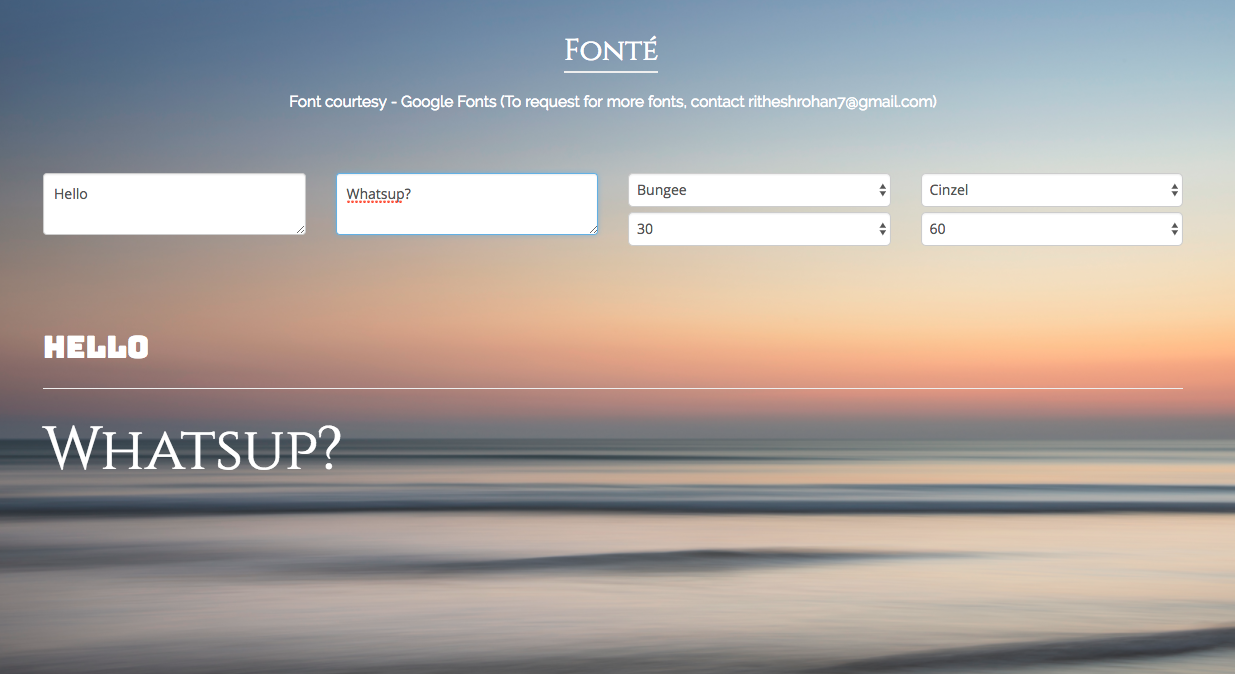 Fonté
Font courtesy - Google Fonts (To request for more fonts, contact ritheshrohan7@gmail.com)
Hello
Whatsup?
Bungee
Cinzel
30
60
HELLO
Whatsup?